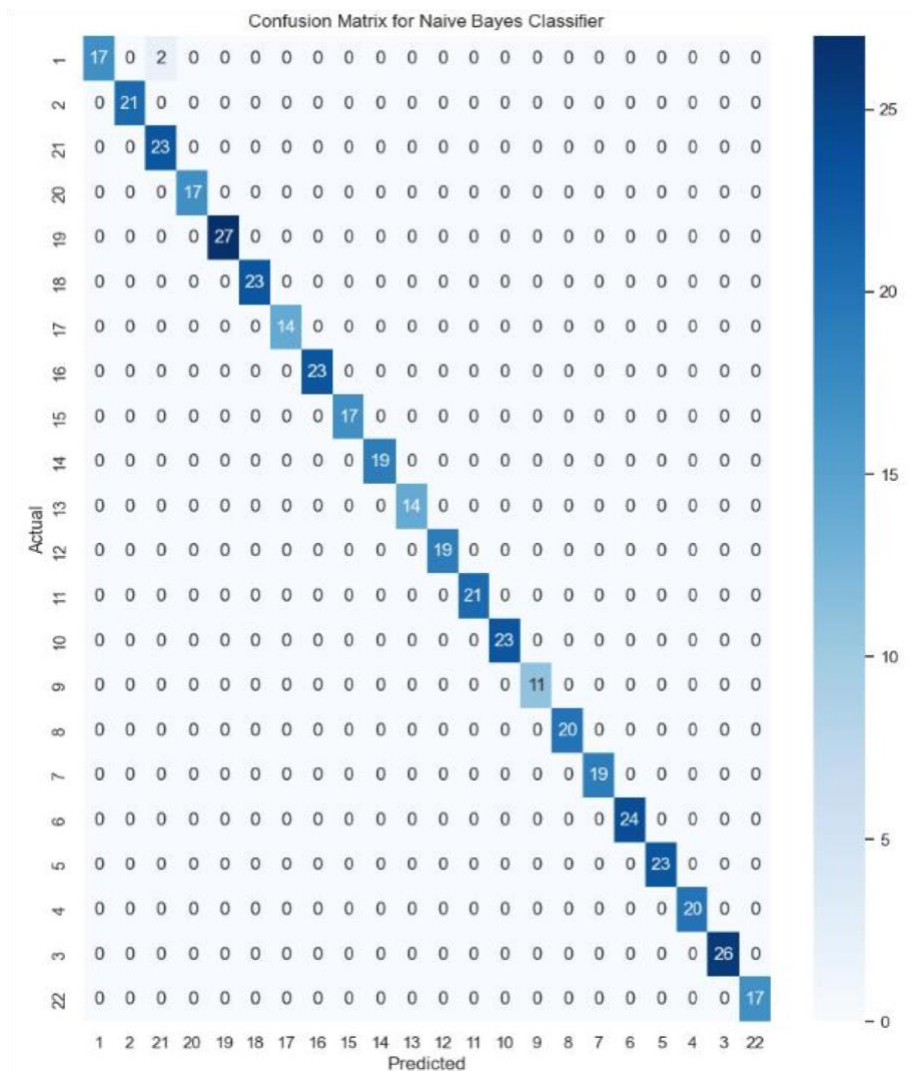 Confusion Matrix for Naive Bayes Classifier
1 17 0 2 0 0 0 0 0 0 0 0 0 0 0 0 0 0 0 0 0 0 0
2 0 21 0 0 0 0 0 0 0 0 0 0 0 0 0 0 0 0 0 0 0 0
21 0 0 23 0 0 0 0 0 0 0 0 0 0 0 0 0 0 0 0 0 0 0
20 0 0 0 17 0 0 0 0 0 0 0 0 0 0 0 0 0 0 0 0 0 0
19 0 0 0 0 27 0 0 0 0 0 0 0 0 0 0 0 0 0 0 0 0 0
18 0 0 0 0 0 23 0 0 0 0 0 0 0 0 0 0 0 0 0 0 0 0
17 0 0 0 0 0 0 14 0 0 0 0 0 0 0 0 0 0 0 0 0 0 0
16 0 0 0 0 0 0 0 23 0 0 0 0 0 0 0 0 0 0 0 0 0 0
15 0 0 0 0 0 0 0 0 17 0 0 0 0 0 0 0 0 0 0 0 0 0
14 0 0 0 0 0 0 0 0 0 19 0 0 0 0 0 0 0 0 0 0 0 0
13 0 0 0 0 0 0 0 0 0 0 14 0 0 0 0 0 0 0 0 0 0 0
12 0 0 0 0 0 0 0 0 0 0 0 19 0 0 0 0 0 0 0 0 0 0
11 0 0 0 0 0 0 0 0 0 0 0 0 21 0 0 0 0 0 0 0 0 0
10 0 0 0 0 0 0 0 0 0 0 0 0 0 23 0 0 0 0 0 0 0 0
9 0 0 0 0 0 0 0 0 0 0 0 0 0 0 11 0 0 0 0 0 0 0
8 0 0 0 0 0 0 0 0 0 0 0 0 0 0 0 20 0 0 0 0 0 0
7 0 0 0 0 0 0 0 0 0 0 0 0 0 0 0 0 19 0 0 0 0 0
6 0 0 0 0 0 0 0 0 0 0 0 0 0 0 0 0 0 24 0 0 0 0
5 0 0 0 0 0 0 0 0 0 0 0 0 0 0 0 0 0 0 23 0 0 0
4 0 0 0 0 0 0 0 0 0 0 0 0 0 0 0 0 0 0 0 20 0 0
3 0 0 0 0 0 0 0 0 0 0 0 0 0 0 0 0 0 0 0 0 26 0
22 0 0 0 0 0 0 0 0 0 0 0 0 0 0 0 0 0 0 0 0 0 17
1 2 21 20 19 18 17 16 15 14 13 12 11 10 9 8 7 6 5 4 3 22
Predicted
Actual
25
20
15
10
5
0